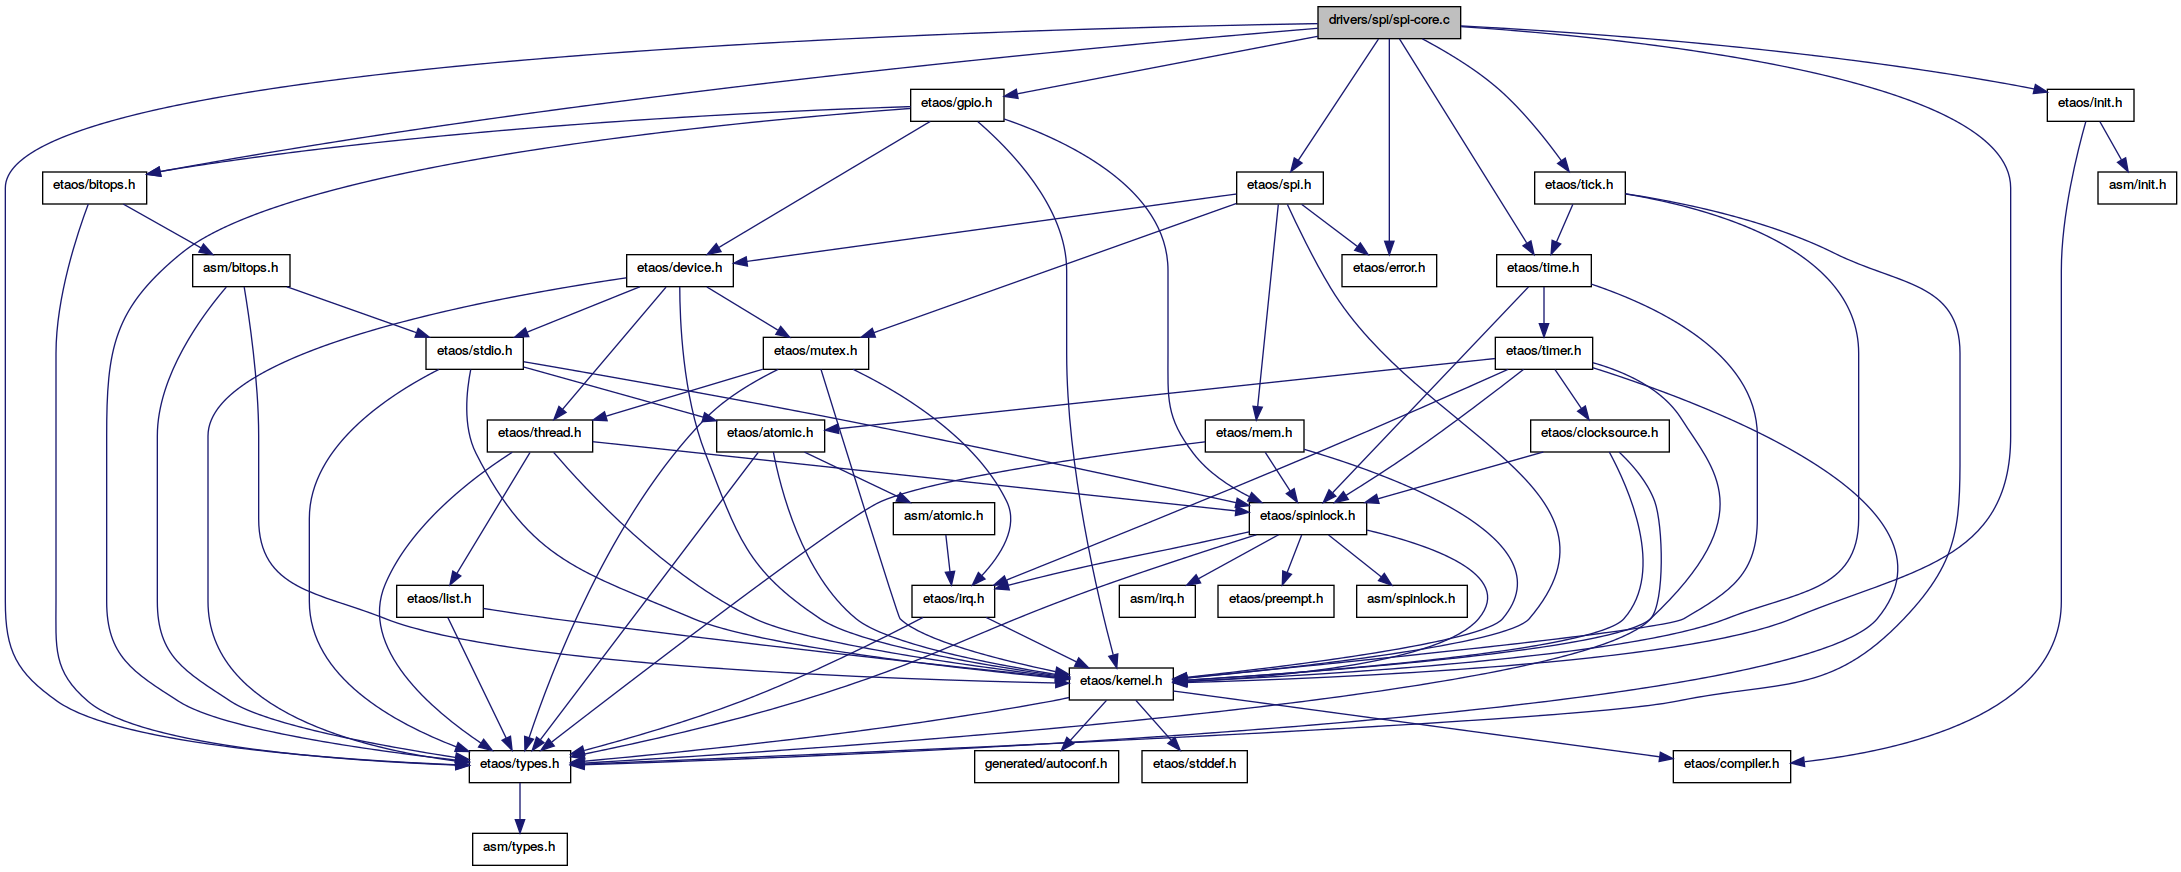 drivers/spi/spi-core.c
etaos/gpio.h
etaos/init.h
etaos/bitops.h
etaos/spi.h
etaos/tick.h
asm/init.h
asm/bitops.h
etaos/device.h
etaos/error.h
etaos/time.h
etaos/stdio.h
etaos/mutex.h
etaos/timer.h
etaos/thread.h
etaos/atomic.h
etaos/mem.h
etaos/clocksource.h
asm/atomic.h
etaos/spinlock.h
etaos/list.h
etaos/irq.h
asm/irq.h
etaos/preempt.h
asm/spinlock.h
etaos/kernel.h
etaos/types.h
generated/autoconf.h
etaos/stddef.h
etaos/compiler.h
asm/types.h